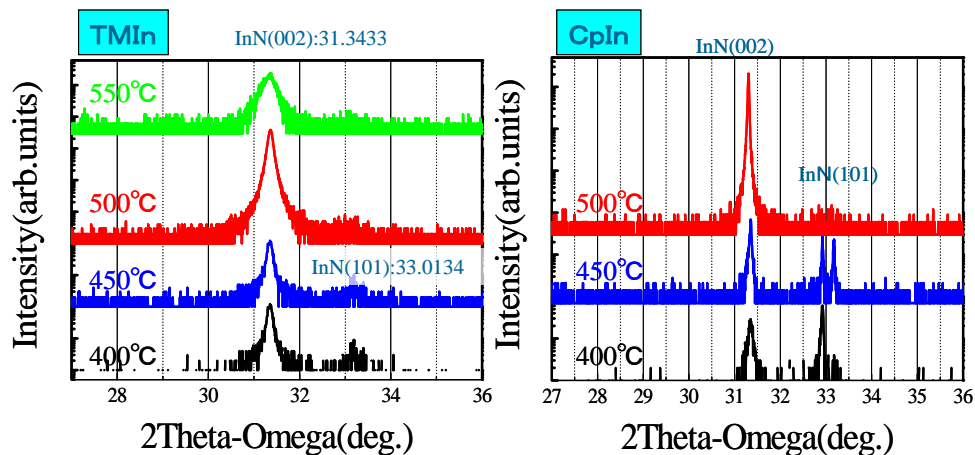 TMIn
InN(002):31.3433
550℃
500℃
InN(101):33.0134
450℃
400℃
Intensity(arb.units)
28 30 32 34 36
2Theta-Omega(deg.)
CpIn
InN(002)
InN(101)
500℃
450℃
400℃
Intensity(arb.units)
27 28 29 30 31 32 33 34 35 36
2Theta-Omega(deg.)